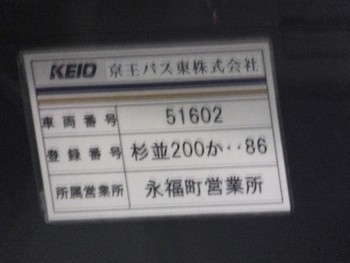 KEIO 京王バス東株式会社
車両番号 51602
登録番号 杉並200か‥86
所属営業所 永福町営業所